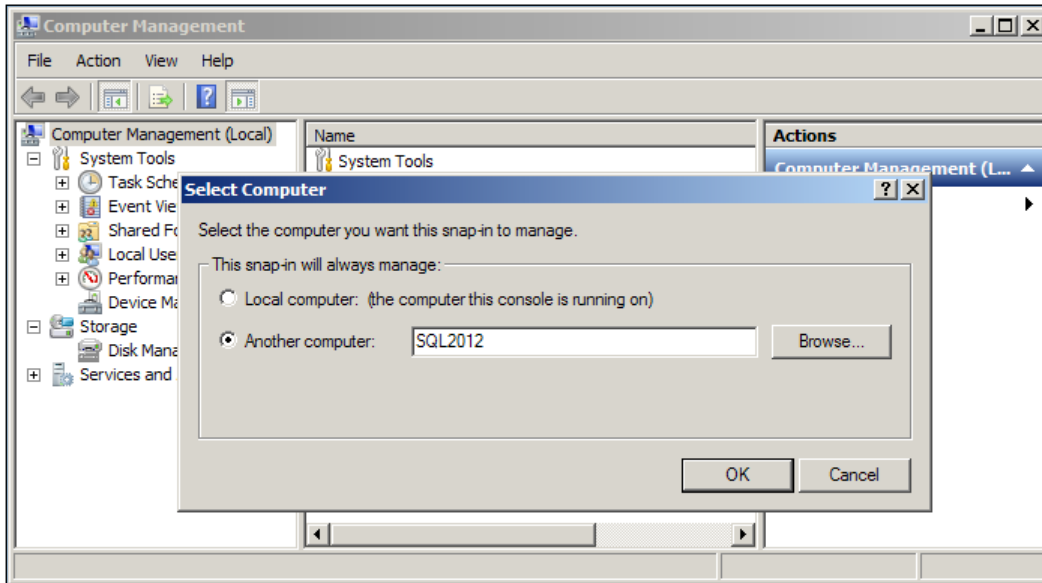 Computer Management
File Action View Help
Computer Management (Local)
System Tools
Task Sche
Event Vie
Shared Fo
Local Use
Performa
Device Ma
Storage
Disk Mana
Services and
Name
System Tools
Actions
Computer Management (L...
Select Computer
Select the computer you want this snap-in to manage.
This snap-in will always manage:
Local computer: (the computer this console is running on)
Another computer: SQL2012 Browse...
OK Cancel